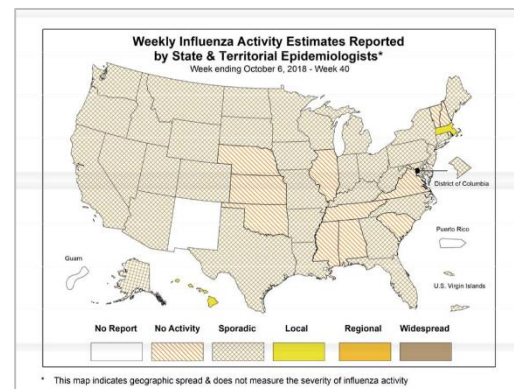 Weekly Influenza Activity Estimates Reported
by State & Territorial Epidemiologists*
Week ending October 6, 2018 - Week 40
District of Columbia
Puerto Rico
Guam
U.S. Virgin Islands
No Report No Activity Sporadic Local Regional Widespread
* This map indicates geographic spread & does not measure the severity of influenza activity